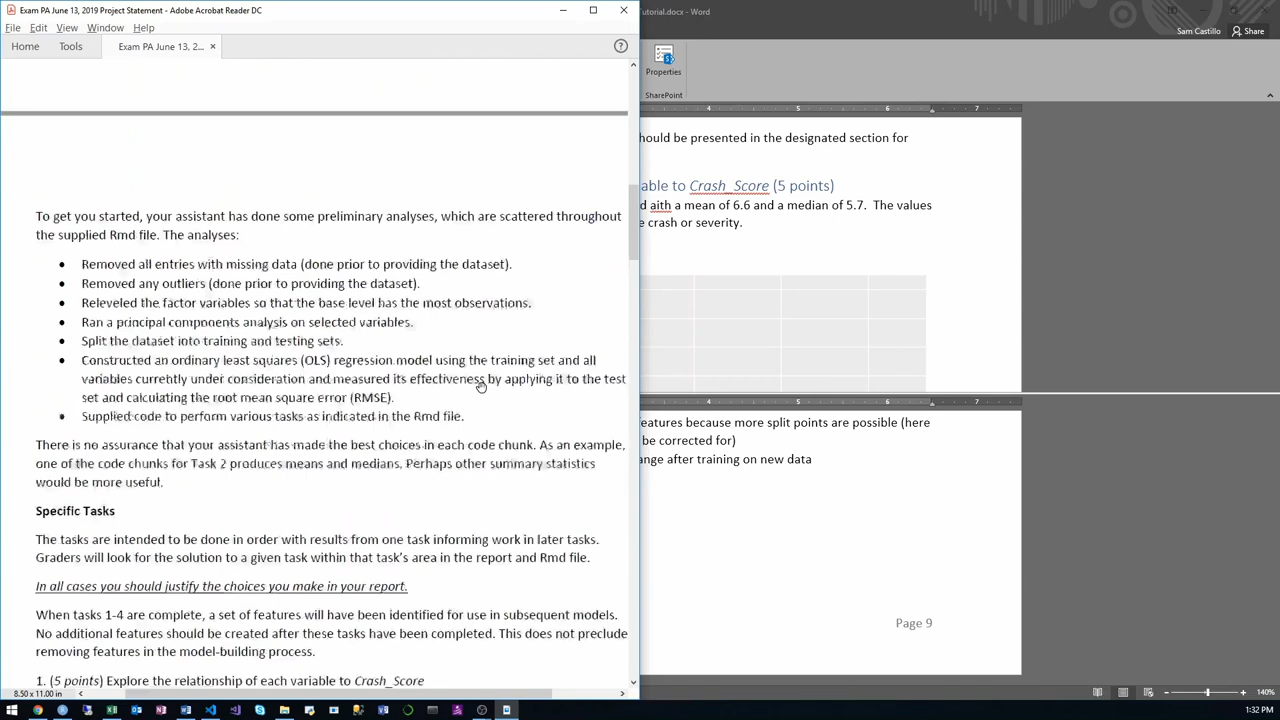 Exam PA June 13, 2019 Project Statement - Adobe Acrobat Reader DC
File Edit View Window Help
Home Tools Exam PA June 13, 2... ×
To get you started, your assistant has done some preliminary analyses, which are scattered throughout
the supplied Rmd file. The analyses:
• Removed all entries with missing data (done prior to providing the dataset).
• Removed any outliers (done prior to providing the dataset).
• Releveled the factor variables so that the base level has the most observations.
• Ran a principal components analysis on selected variables.
• Split the dataset into training and testing sets.
• Constructed an ordinary least squares (OLS) regression model using the training set and all
variables currently under consideration and measured its effectiveness by applying it to the test
set and calculating the root mean square error (RMSE).
• Supplied code to perform various tasks as indicated in the Rmd file.
There is no assurance that your assistant has made the best choices in each code chunk. As an example,
one of the code chunks for Task 2 produces means and medians. Perhaps other summary statistics
would be more useful.
Specific Tasks
The tasks are intended to be done in order with results from one task informing work in later tasks.
Graders will look for the solution to a given task within that task's area in the report and Rmd file.
In all cases you should justify the choices you make in your report.
When tasks 1-4 are complete, a set of features will have been identified for use in subsequent models.
No additional features should be created after these tasks have been completed. This does not preclude
removing features in the model-building process.
1. (5 points) Explore the relationship of each variable to Crash_Score
8.50 x 11.00 in
utorial.docx - Word
Sam Castillo Share
Properties
SharePoint
4 5 6 7
hould be presented in the designated section for
able to Crash_Score (5 points)
d aith a mean of 6.6 and a median of 5.7. The values
e crash or severity.
4 5 6 7
eatures because more split points are possible (here
be corrected for)
ange after training on new data
Page 9
140%
1:32 PM